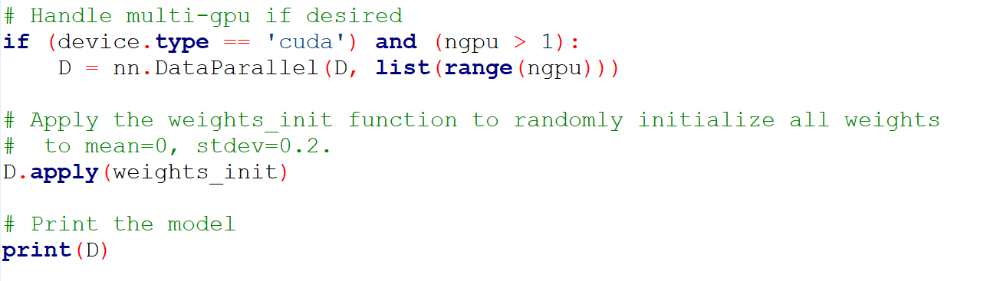 # Handle multi-gpu if desired
if (device.type == 'cuda') and (ngpu > 1):
    D = nn.DataParallel(D, list(range(ngpu)))

# Apply the weights_init function to randomly initialize all weights
#  to mean=0, stdev=0.2.
D.apply(weights_init)

# Print the model
print(D)